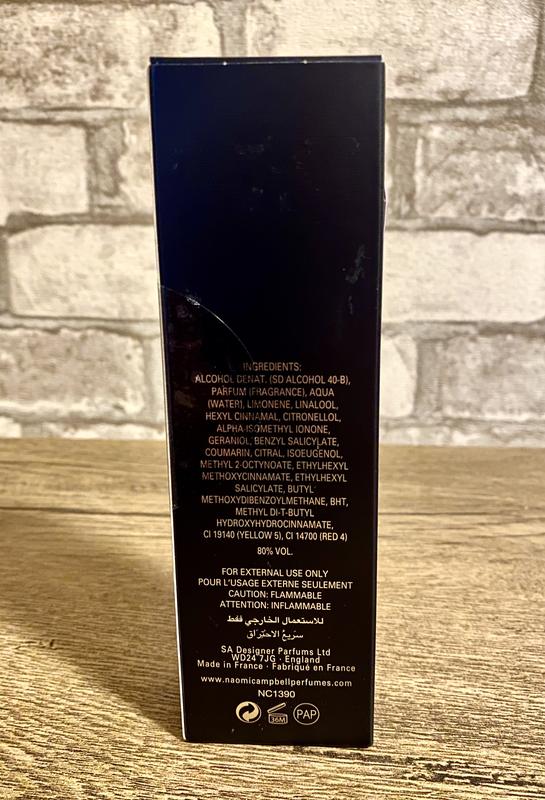 INGREDIENTS:
ALCOHOL DENAT. (SD ALCOHOL 40-B),
PARFUM (FRAGRANCE), AQUA
(WATER), LIMONENE, LINALOOL,
HEXYL CINNAMAL, CITRONELLOL,
ALPHA-ISOMETHYL IONONE,
GERANIOL, BENZYL SALICYLATE,
COUMARIN, CITRAL, ISOEUGENOL,
METHYL 2-OCTYNOATE, ETHYLHEXYL
METHOXYCINNAMATE, ETHYLHEXYL
SALICYLATE, BUTYL
METHOXYDIBENZOYLMETHANE, BHT,
METHYL DI-T-BUTYL
HYDROXYHYDROCINNAMATE,
CI 19140 (YELLOW 5), CI 14700 (RED 4)
80% VOL.
FOR EXTERNAL USE ONLY
POUR L'USAGE EXTERNE SEULEMENT
CAUTION: FLAMMABLE
ATTENTION: INFLAMMABLE
للاستعمال الخارجي فقط
سَريعُ الاحتِرَاق
SA Designer Parfums Ltd
WD24 7JG · England
Made in France · Fabriqué en France
www.naomicampbellperfumes.com
NC1390
36M
PAP